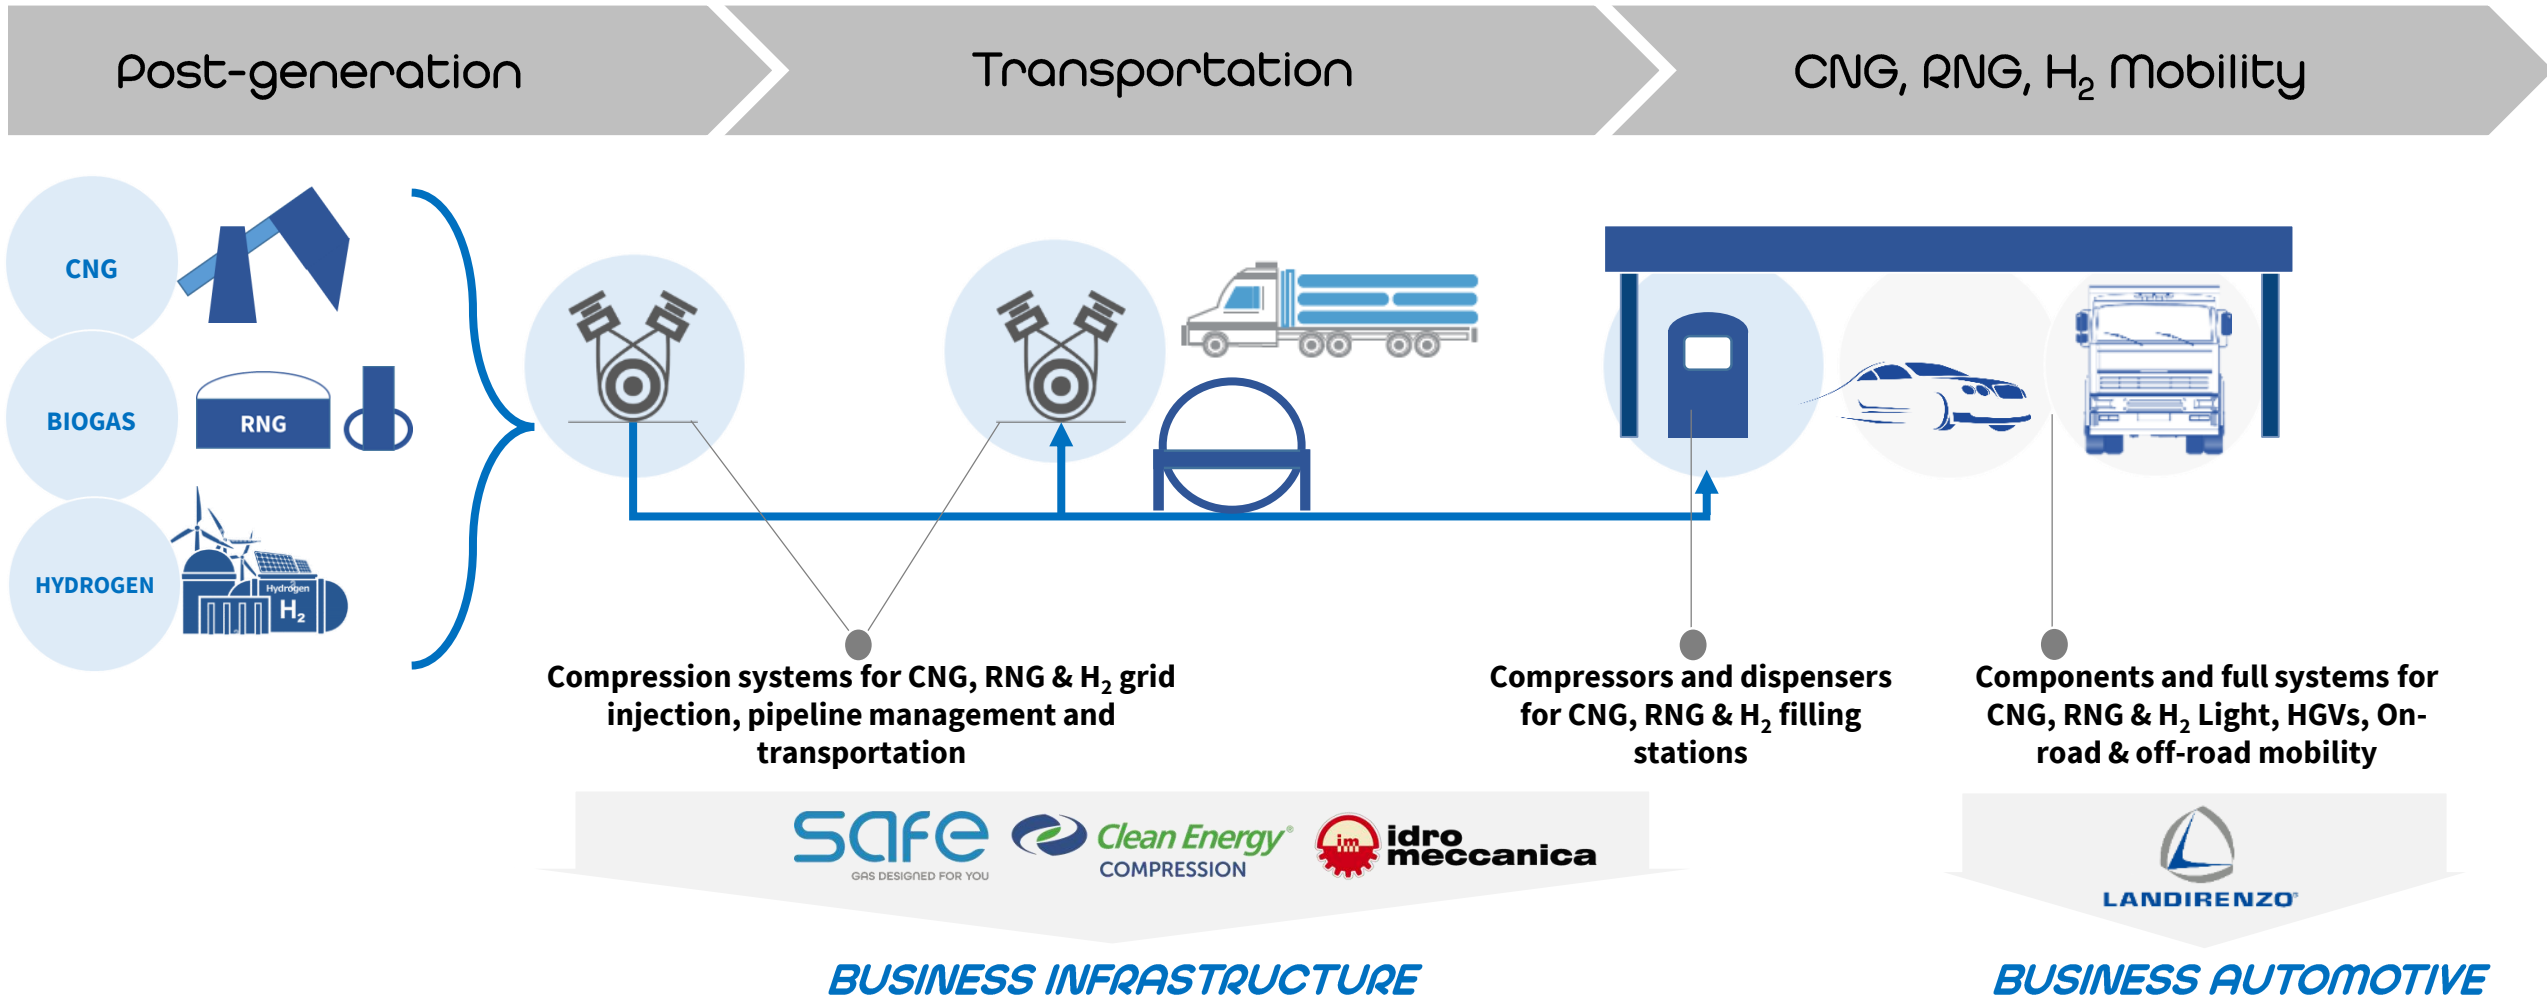 Post-generation
Transportation
CNG, RNG, H₂ Mobility
CNG
BIOGAS
RNG
HYDROGEN
Hydrogen
H₂
Compression systems for CNG, RNG & H₂ grid
injection, pipeline management and
transportation
Compressors and dispensers
for CNG, RNG & H₂ filling
stations
Components and full systems for
CNG, RNG & H₂ Light, HGVs, On-
road & off-road mobility
safe
GAS DESIGNED FOR YOU
Clean Energy®
COMPRESSION
im
idro
meccanica
LANDIRENZO®
BUSINESS INFRASTRUCTURE
BUSINESS AUTOMOTIVE